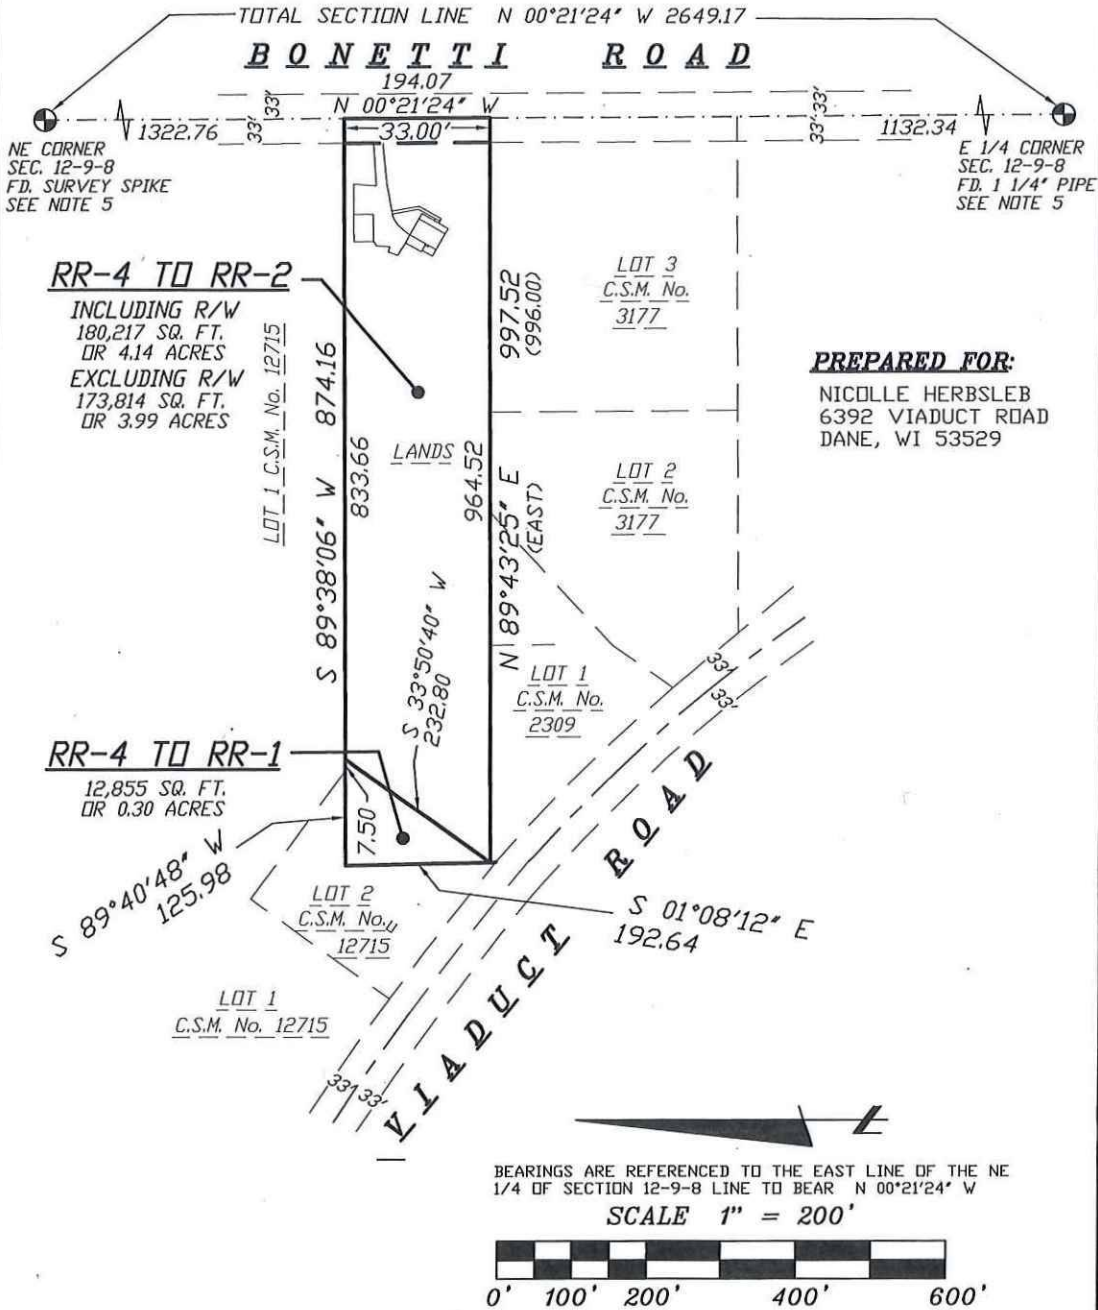 TOTAL SECTION LINE N 00°21'24" W 2649.17
BONETTI ROAD
194.07
N 00°21'24" W
33'
33'
33'
33'
1322.76
33.00'
1132.34
NE CORNER
SEC. 12-9-8
FD. SURVEY SPIKE
SEE NOTE 5
E 1/4 CORNER
SEC. 12-9-8
FD. 1 1/4" PIPE
SEE NOTE 5
RR-4 TO RR-2
INCLUDING R/W
180,217 SQ. FT.
OR 4.14 ACRES
EXCLUDING R/W
173,814 SQ. FT.
OR 3.99 ACRES
LOT 1 C.S.M. No. 12715
S 89°38'06" W 874.16
833.66
LANDS
964.52
997.52
(996.00)
N 89°43'25" E
(EAST)
LOT 3
C.S.M. No.
3177
LOT 2
C.S.M. No.
3177
PREPARED FOR:
NICOLLE HERBSLEB
6392 VIADUCT ROAD
DANE, WI 53529
S 33°50'40" W
232.80
LOT 1
C.S.M. No.
2309
33'
33'
RR-4 TO RR-1
12,855 SQ. FT.
OR 0.30 ACRES
7.50
S 89°40'48" W
125.98
LOT 2
C.S.M. No.
12715
S 01°08'12" E
192.64
LOT 1
C.S.M. No. 12715
VIADUCT ROAD
33'
33'
BEARINGS ARE REFERENCED TO THE EAST LINE OF THE NE
1/4 OF SECTION 12-9-8 LINE TO BEAR N 00°21'24" W
SCALE 1" = 200'
0' 100' 200' 400' 600'